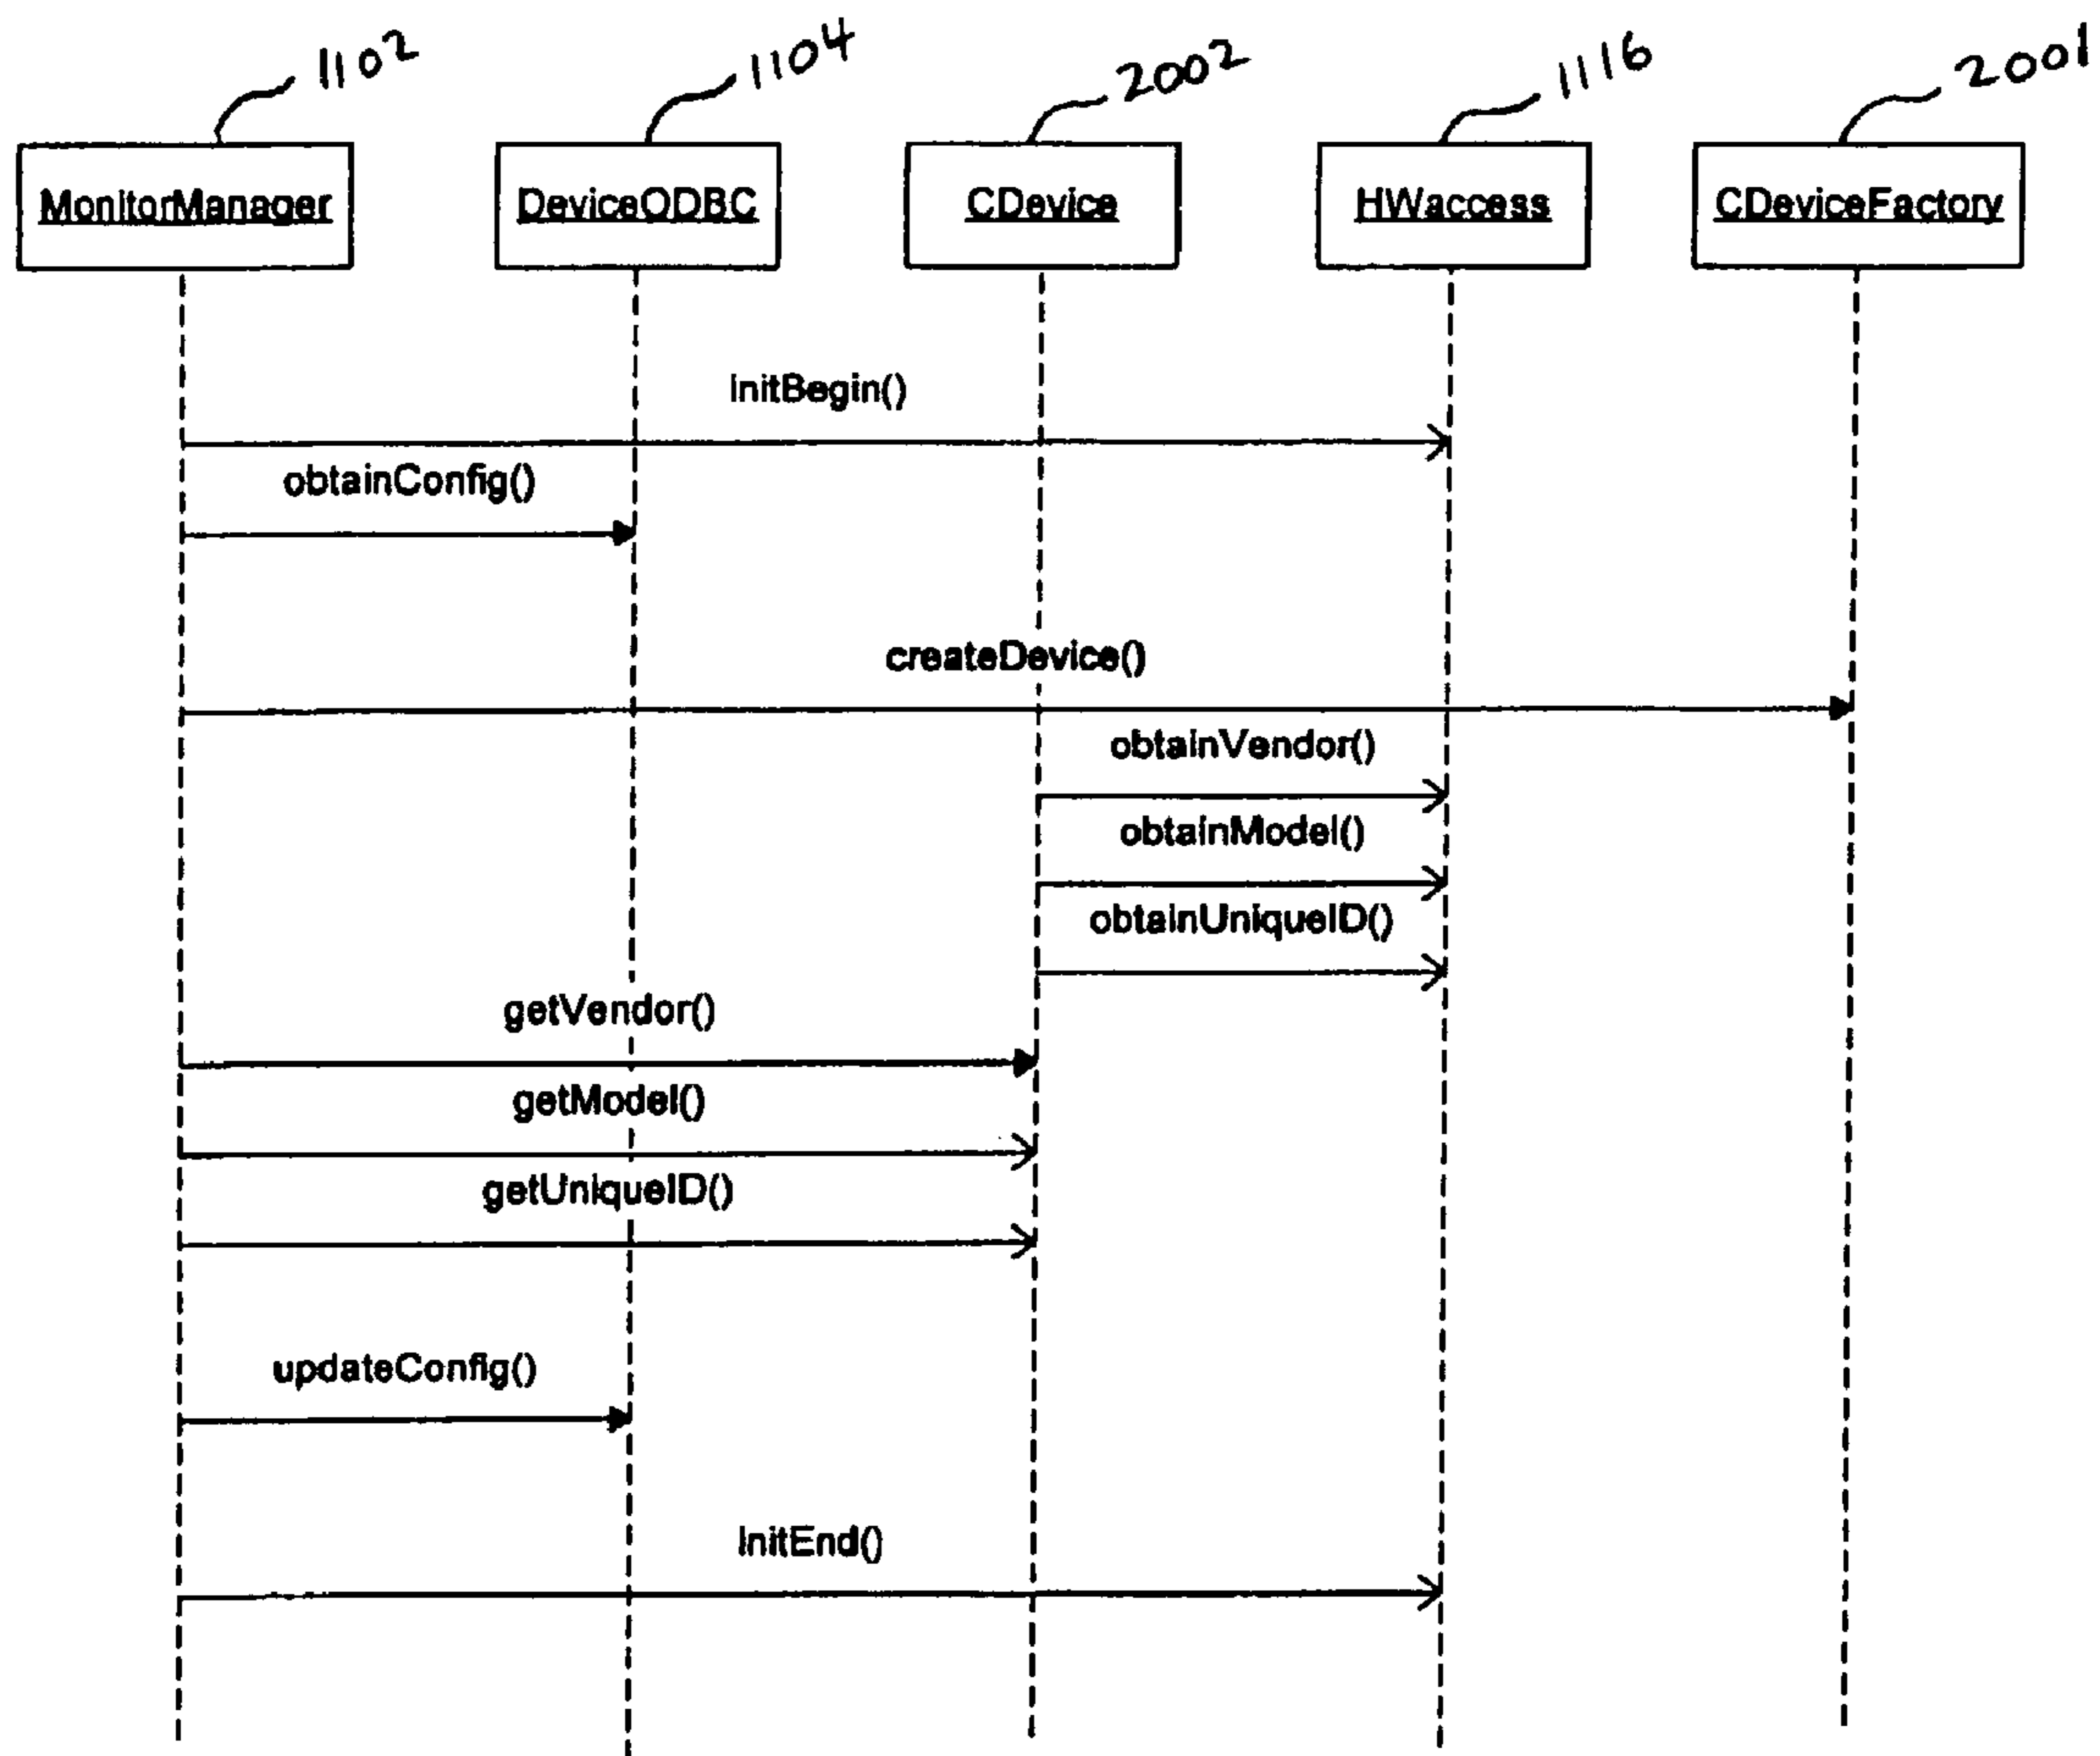 1102
1104
2002
1116
2001
MonitorManager
DeviceODBC
CDevice
HWaccess
CDeviceFactory
InitBegin()
obtainConfig()
createDevice()
obtainVendor()
obtainModel()
obtainUniqueID()
getVendor()
getModel()
getUniqueID()
updateConfig()
InitEnd()